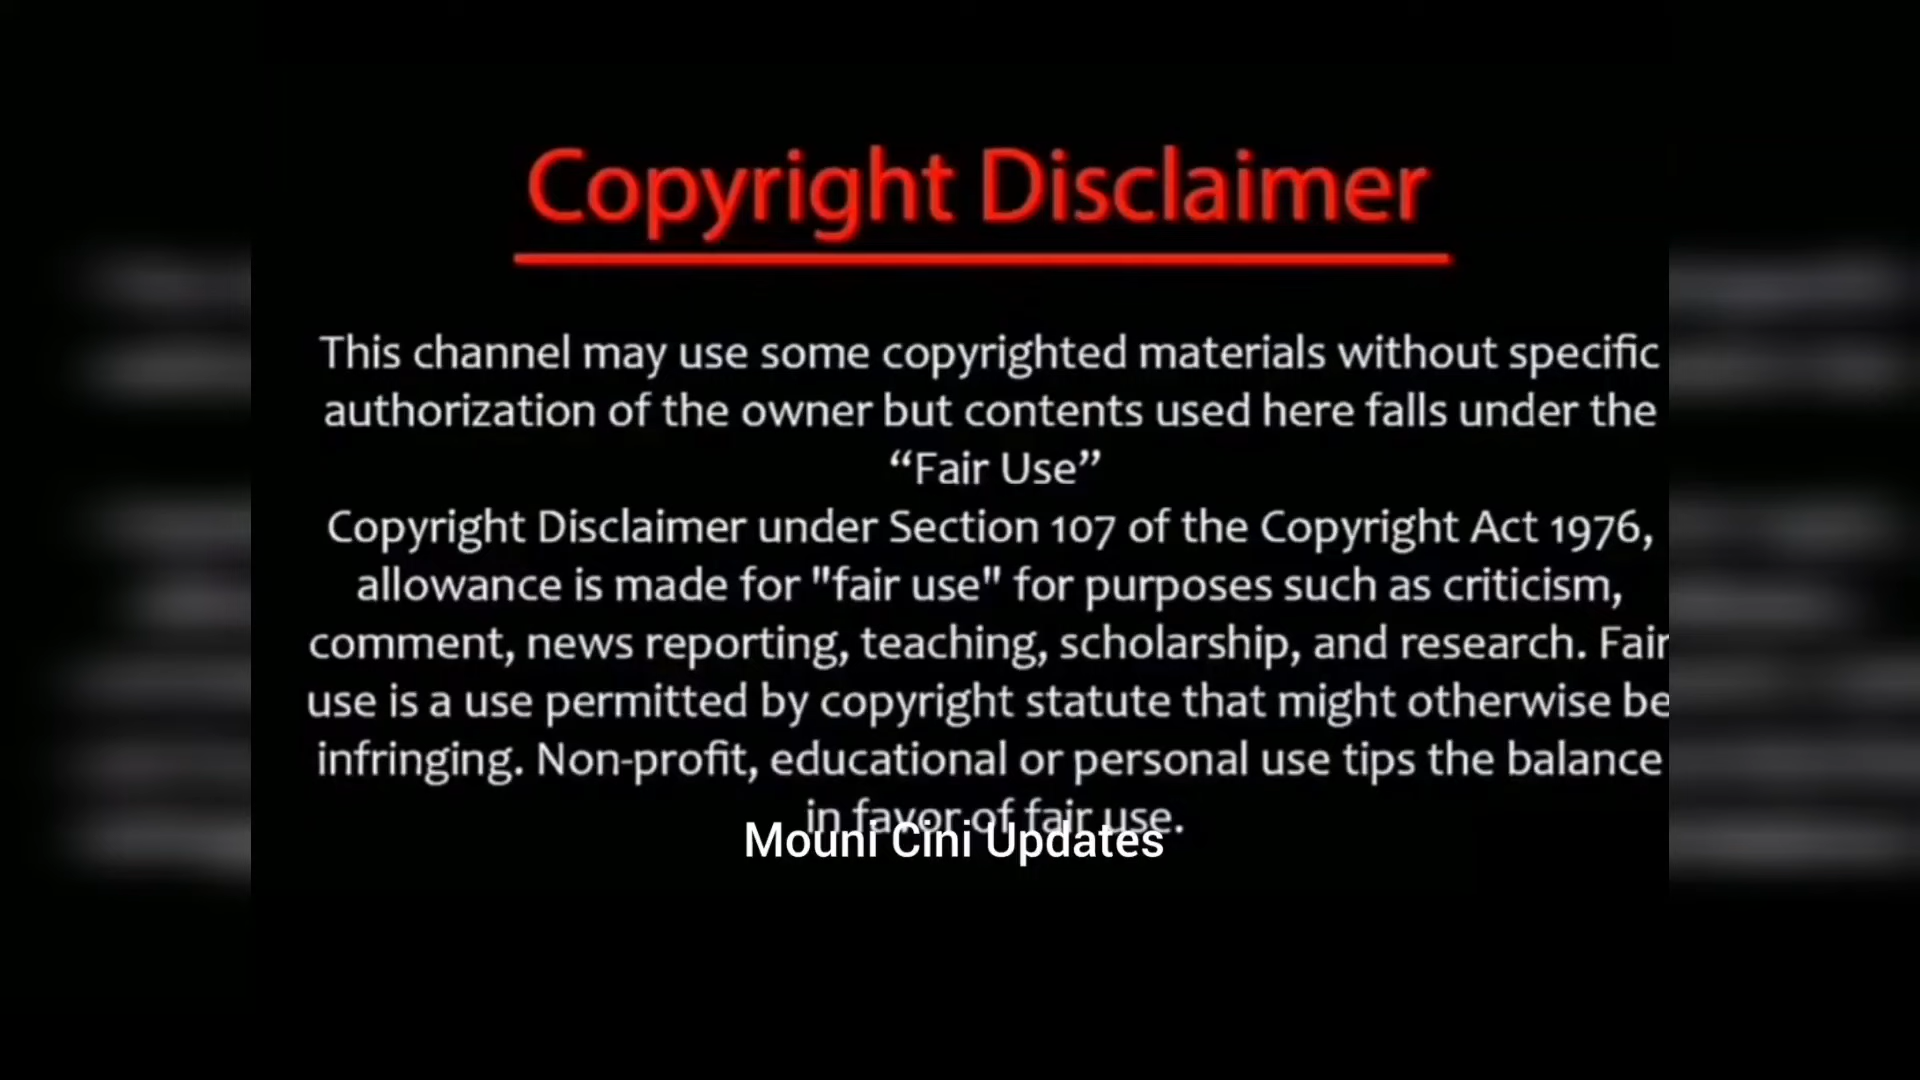 Copyright Disclaimer
This channel may use some copyrighted materials without specific
authorization of the owner but contents used here falls under the
“Fair Use”
Copyright Disclaimer under Section 107 of the Copyright Act 1976,
allowance is made for "fair use" for purposes such as criticism,
comment, news reporting, teaching, scholarship, and research. Fair
use is a use permitted by copyright statute that might otherwise be
infringing. Non-profit, educational or personal use tips the balance
in favor of fair use.
Mouni Cini Updates